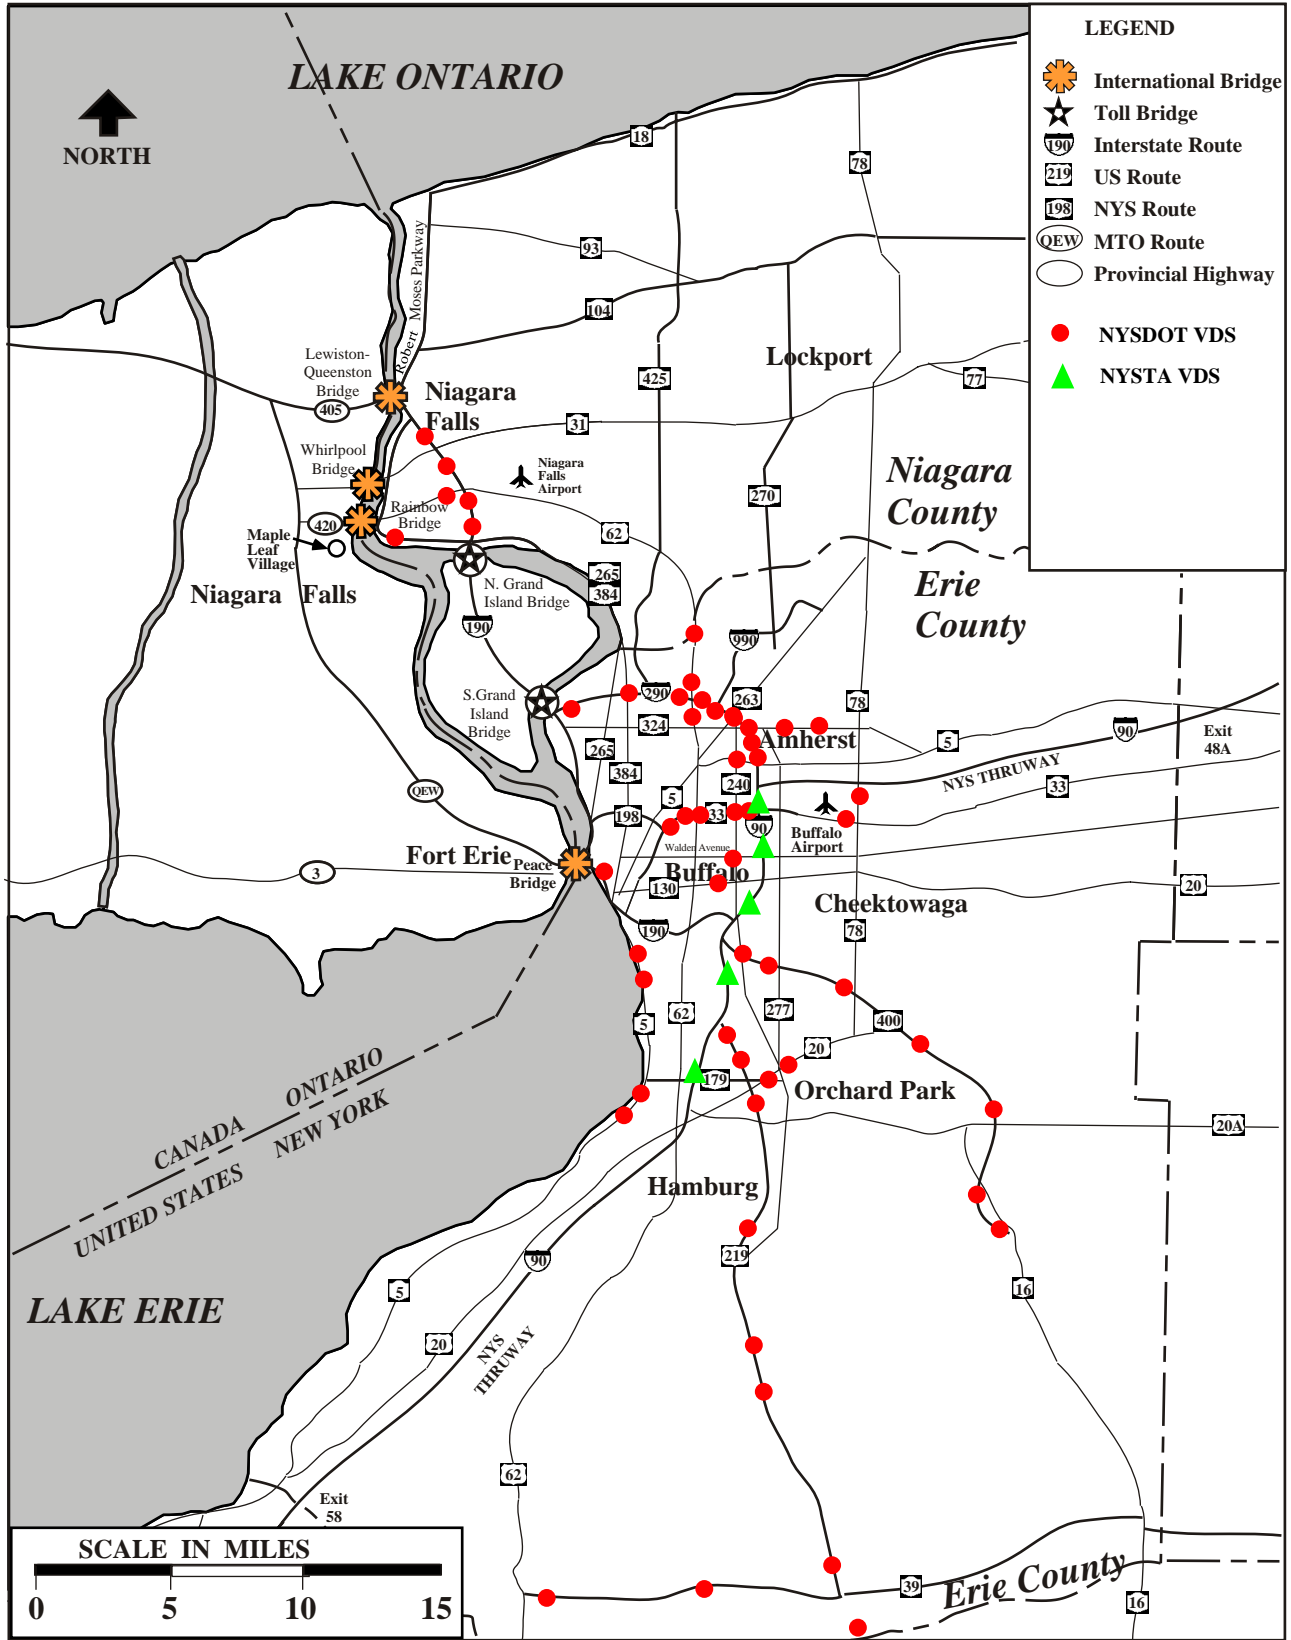 LEGEND
International Bridge
Toll Bridge
190 Interstate Route
219 US Route
198 NYS Route
QEW MTO Route
Provincial Highway
NYSDOT VDS
NYSTA VDS
LAKE ONTARIO
NORTH
18
78
93
Robert Moses Parkway
104
Lewiston-
Queenston
Bridge
405
Niagara
Falls
Lockport
425
77
31
Whirlpool
Bridge
Niagara
Falls
Airport
270
Niagara
County
Rainbow
Bridge
420
Maple
Leaf
Village
62
Niagara Falls
N. Grand
Island Bridge
265
384
Erie
County
190
990
S.Grand
Island
Bridge
290
263
78
324
Amherst
5
90
Exit
48A
265
384
240
NYS THRUWAY
33
QEW
5
198
33
90
Buffalo
Airport
Walden Avenue
Fort Erie
Peace
Bridge
3
Buffalo
130
20
Cheektowaga
190
78
62
277
400
5
20
179
Orchard Park
ONTARIO
CANADA
NEW YORK
UNITED STATES
20A
Hamburg
219
90
5
16
LAKE ERIE
20
NYS
THRUWAY
62
Exit
58
SCALE IN MILES
0 5 10 15
39
Erie County
16